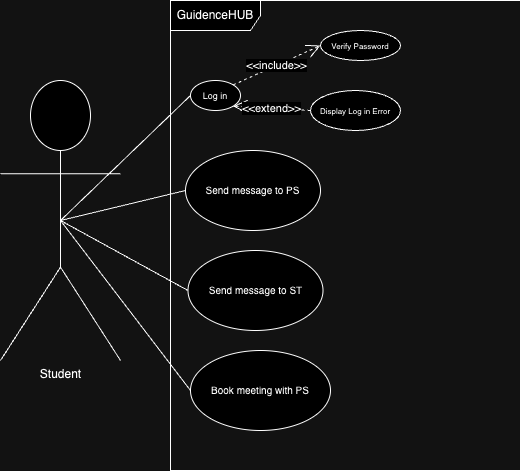 GuidenceHUB
Verify Password
<<include>>
Log in
<<extend>>
Display Log in Error
Send message to PS
Send message to ST
Student
Book meeting with PS